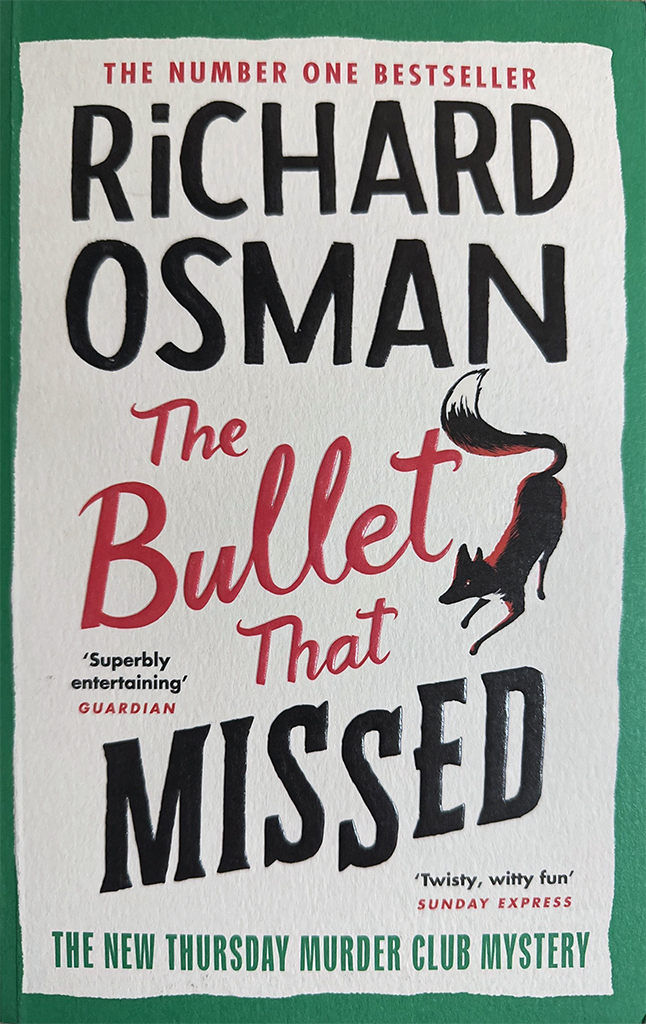 THE NUMBER ONE BESTSELLER
RiCHARD
OSMAN
The
Bullet
That
MISSED
‘Superbly
entertaining’
GUARDIAN
‘Twisty, witty fun’
SUNDAY EXPRESS
THE NEW THURSDAY MURDER CLUB MYSTERY